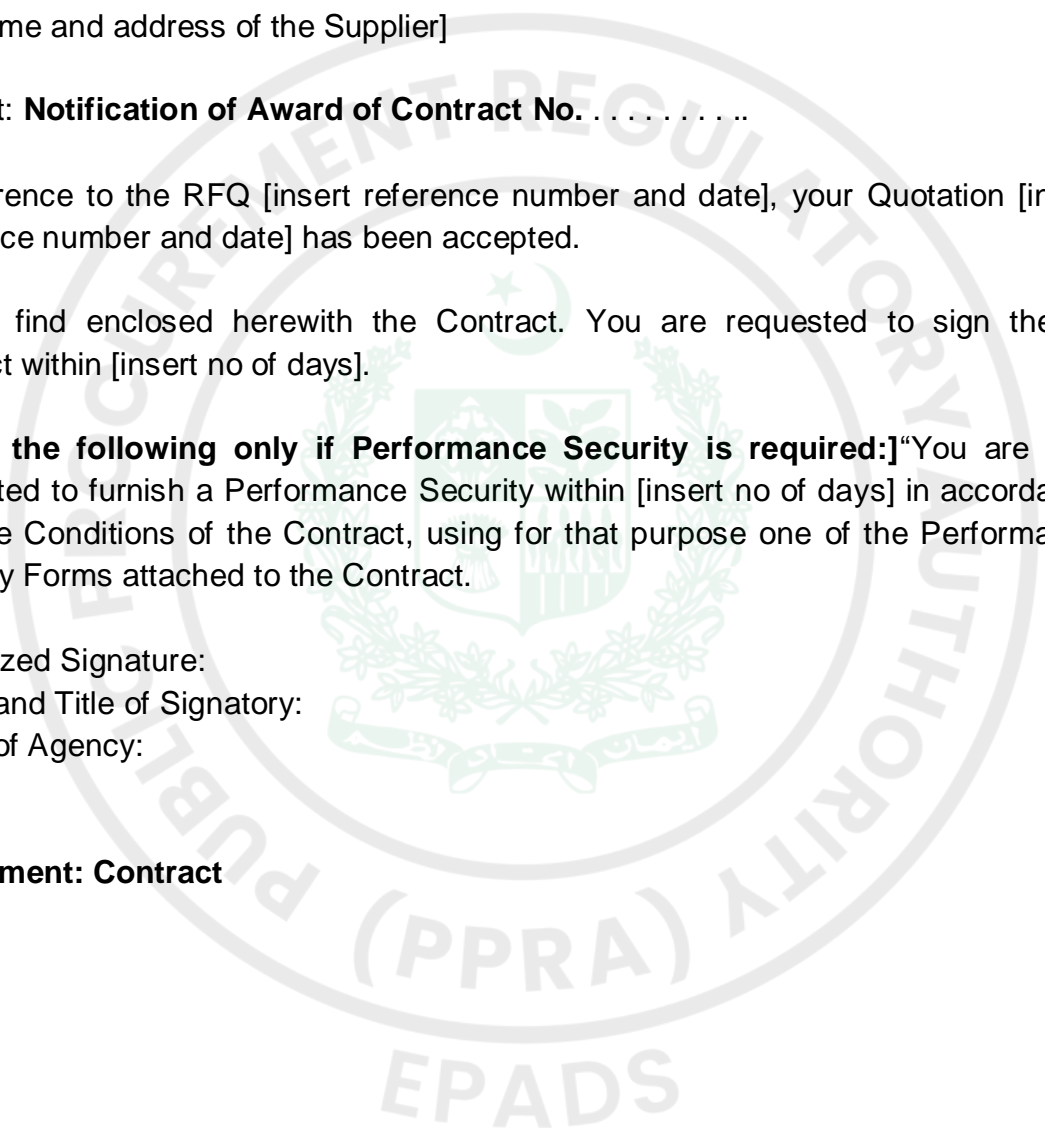 me and address of the Supplier]
t: Notification of Award of Contract No. . . . . . . . . ..
rence to the RFQ [insert reference number and date], your Quotation [in
ce number and date] has been accepted.
find enclosed herewith the Contract. You are requested to sign the
ct within [insert no of days].
the following only if Performance Security is required:]“You are
ted to furnish a Performance Security within [insert no of days] in accorda
e Conditions of the Contract, using for that purpose one of the Performa
y Forms attached to the Contract.
zed Signature:
and Title of Signatory:
of Agency:
ment: Contract
PUBLIC PROCUREMENT REGULATORY AUTHORITY
(PPRA)
EPADS